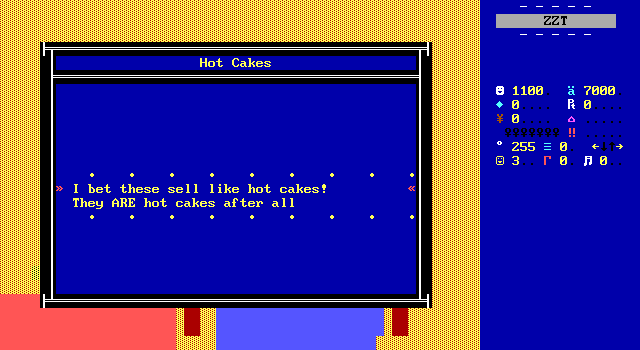 ZZT
Hot Cakes
1100 ä 7000
0 R 0
¥ 0
‼
° 255 ≡ 0 ←↓↑→
3 0 0
» I bet these sell like hot cakes! «
They ARE hot cakes after all